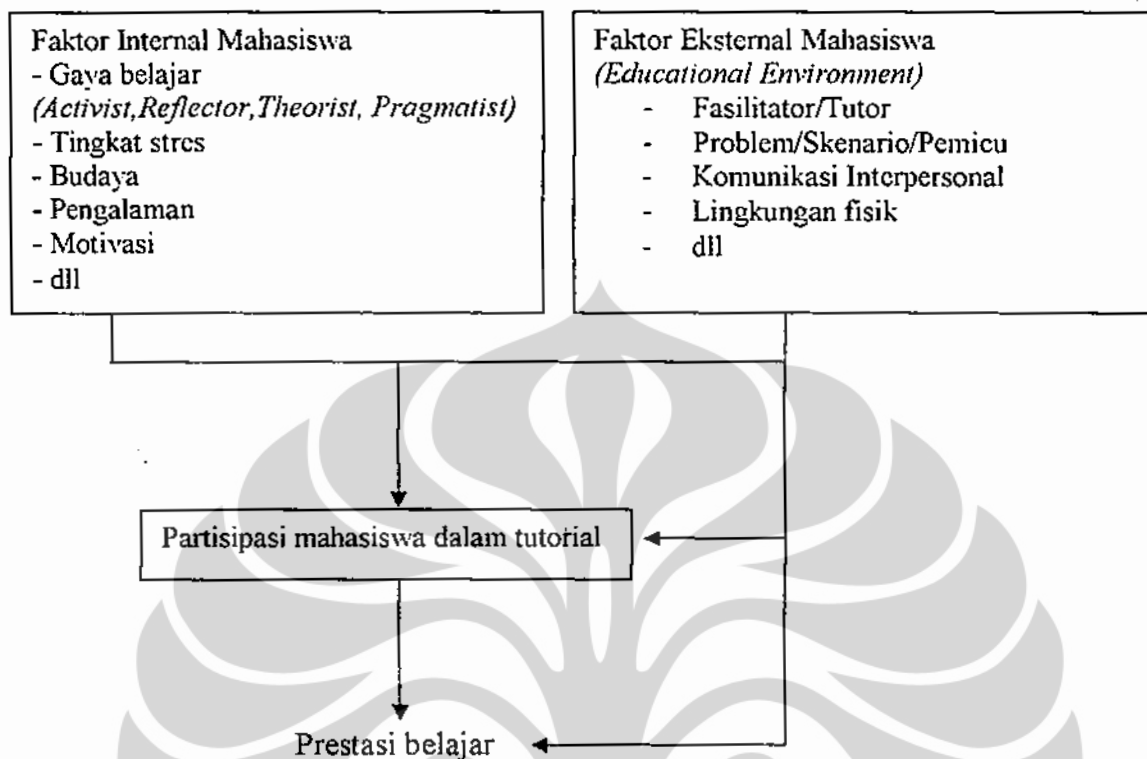 Faktor Internal Mahasiswa
- Gaya belajar
(Activist,Reflector,Theorist, Pragmatist)
- Tingkat stres
- Budaya
- Pengalaman
- Motivasi
- dll
Faktor Eksternal Mahasiswa
(Educational Environment)
- Fasilitator/Tutor
- Problem/Skenario/Pemicu
- Komunikasi Interpersonal
- Lingkungan fisik
- dll
Partisipasi mahasiswa dalam tutorial
Prestasi belajar